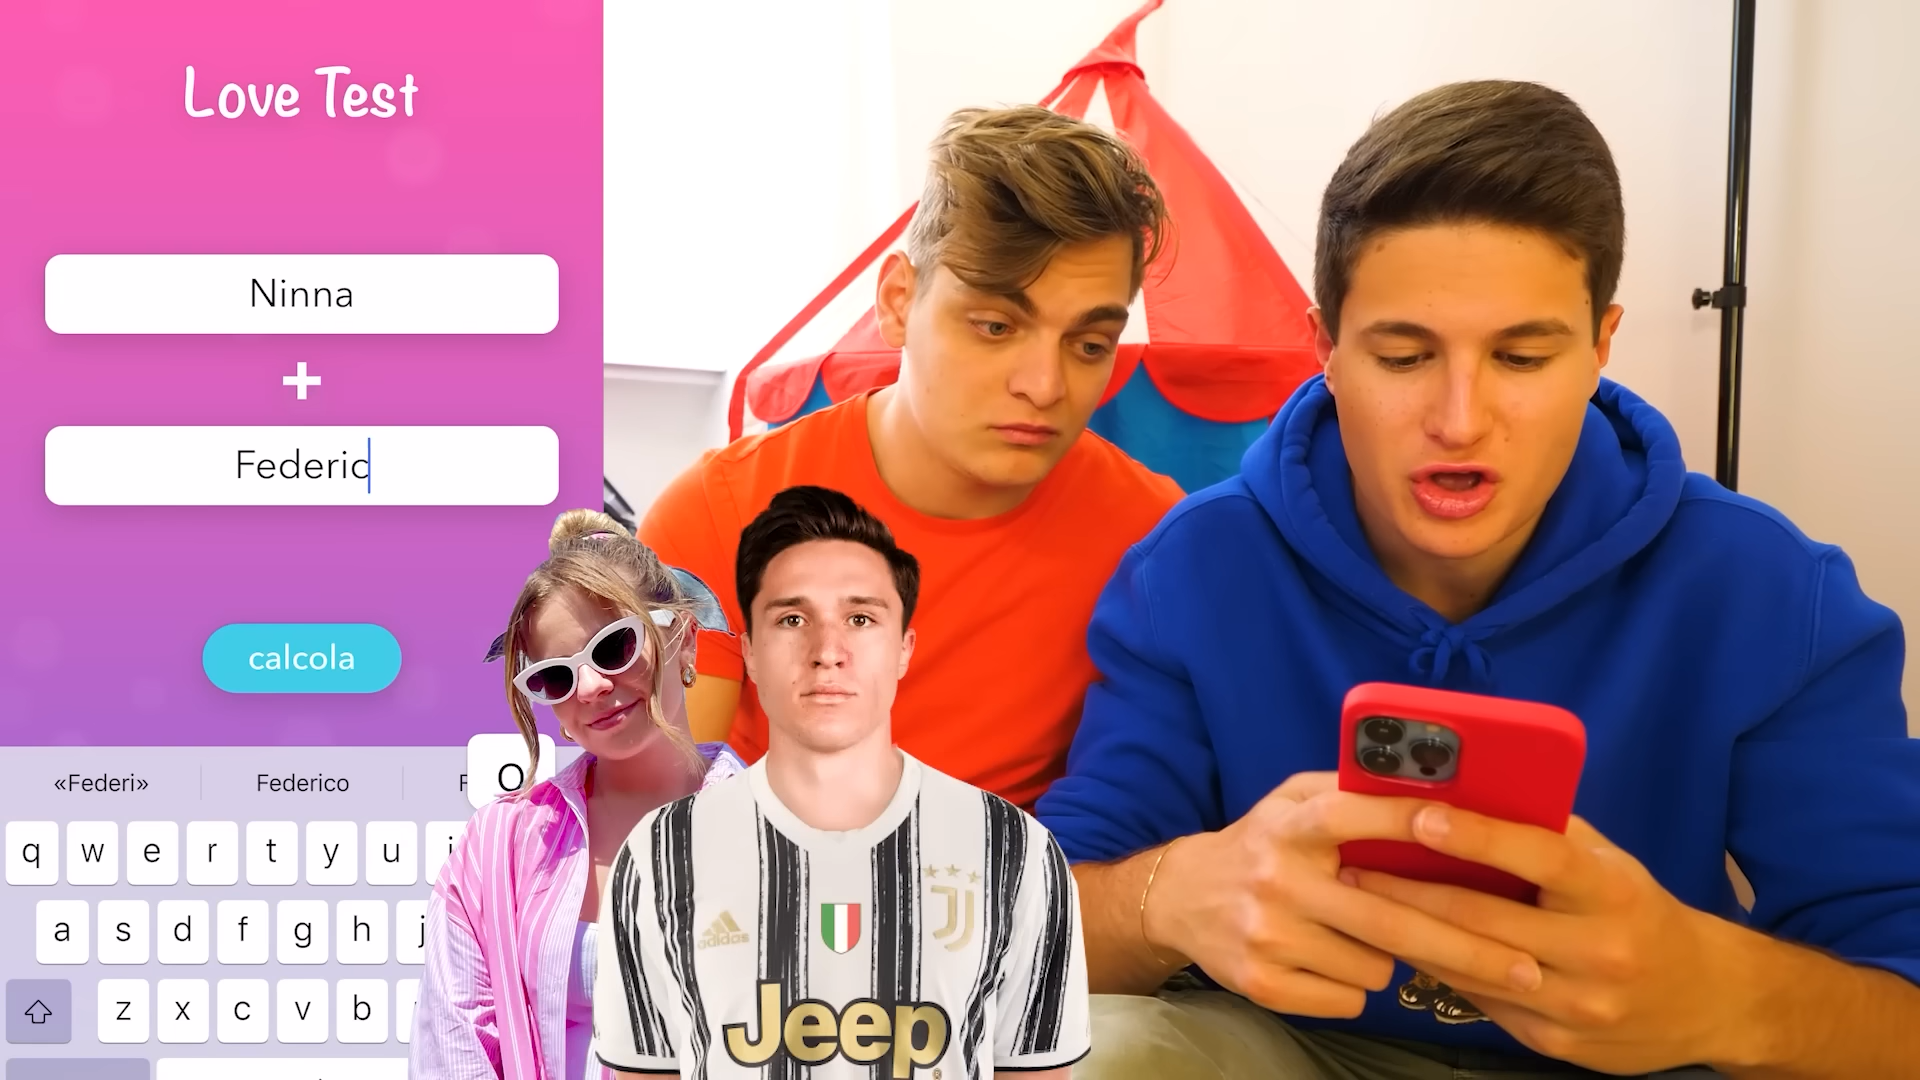 Love Test
Ninna
+
Federic
calcola
«Federi»
Federico
F
O
q w e r t y u i
a s d f g h j
z x c v b
adidas
Jeep